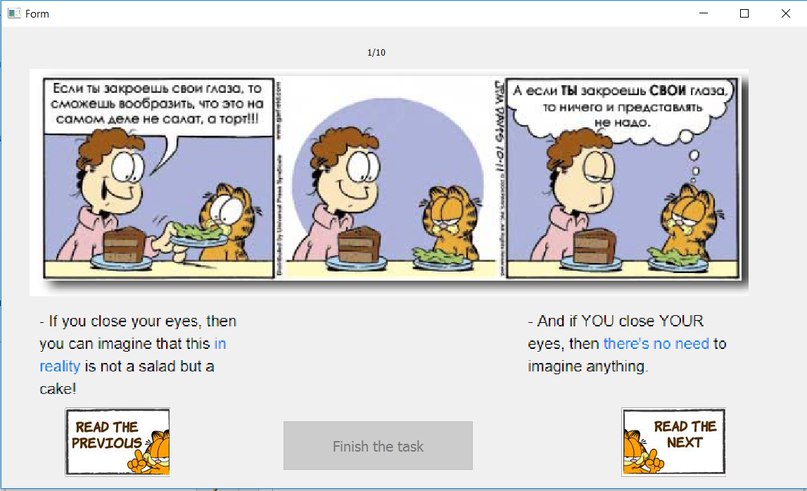 Form
1/10
Если ты закроешь свои глаза, то
сможешь вообразить, что это на
самом деле не салат, а торт!!!
www.garfield.com
Distributed by Universal Press Syndicate
JIM DAVIS 10-11
А если ТЫ закроешь СВОИ глаза,
то ничего и представлять
не надо.
- If you close your eyes, then
you can imagine that this in
reality is not a salad but a
cake!
- And if YOU close YOUR
eyes, then there's no need to
imagine anything.
READ THE
PREVIOUS
Finish the task
READ THE
NEXT